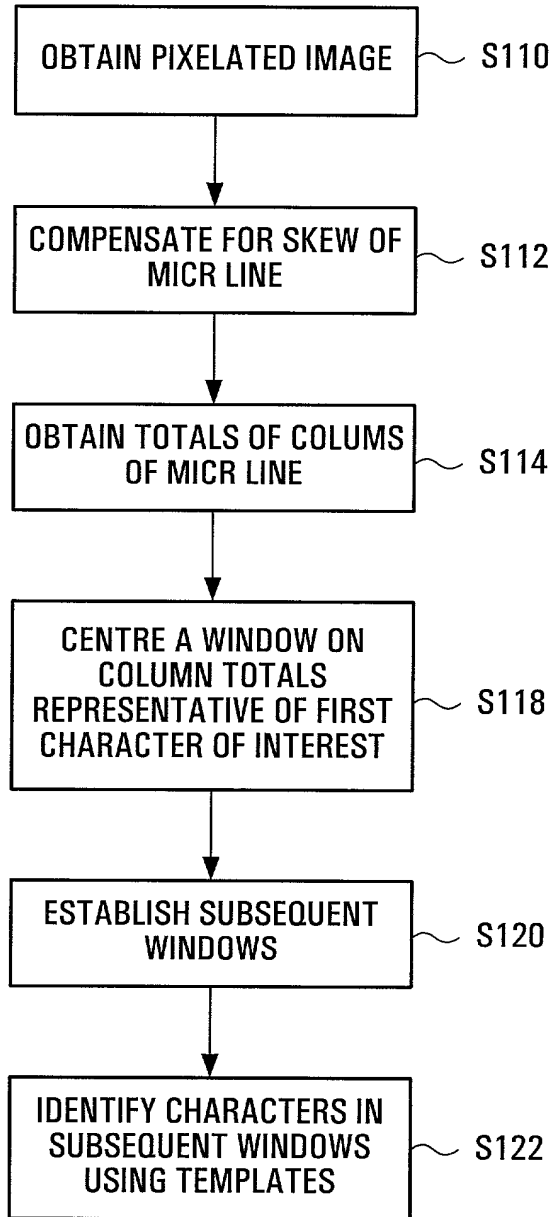 OBTAIN PIXELATED IMAGE
S110
COMPENSATE FOR SKEW OF
MICR LINE
S112
OBTAIN TOTALS OF COLUMS
OF MICR LINE
S114
CENTRE A WINDOW ON
COLUMN TOTALS
REPRESENTATIVE OF FIRST
CHARACTER OF INTEREST
S118
ESTABLISH SUBSEQUENT
WINDOWS
S120
IDENTIFY CHARACTERS IN
SUBSEQUENT WINDOWS
USING TEMPLATES
S122